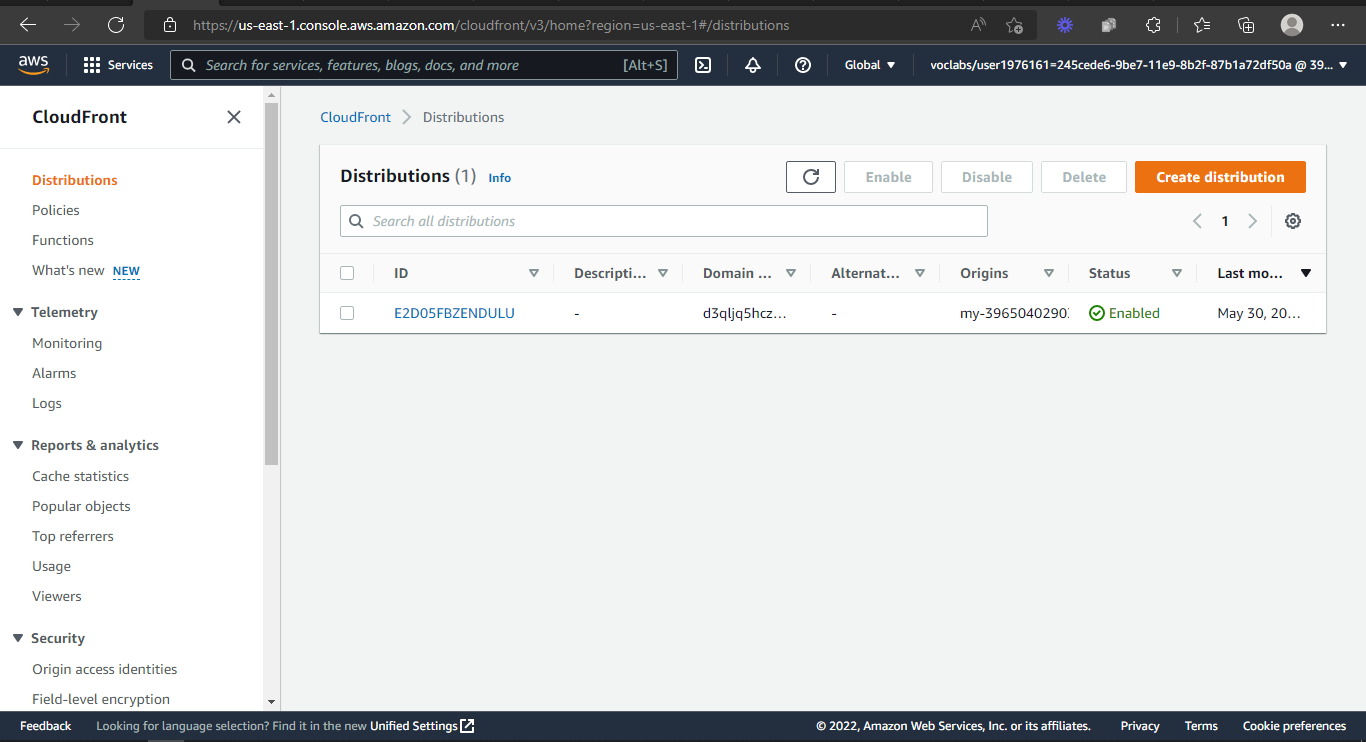 https://us-east-1.console.aws.amazon.com/cloudfront/v3/home?region=us-east-1#/distributions
aws
Services
Search for services, features, blogs, docs, and more
[Alt+S]
Global
voclabs/user1976161=245cede6-9be7-11e9-8b2f-87b1a72df50a @ 39...
CloudFront
Distributions
Policies
Functions
What's new NEW
Telemetry
Monitoring
Alarms
Logs
Reports & analytics
Cache statistics
Popular objects
Top referrers
Usage
Viewers
Security
Origin access identities
Field-level encryption
CloudFront Distributions
Distributions (1) Info
Enable
Disable
Delete
Create distribution
Search all distributions
1
ID Descripti... Domain ... Alternat... Origins Status Last mo...
E2D05FBZENDULU - d3qljq5hcz... - my-39650402903 Enabled May 30, 20...
Feedback Looking for language selection? Find it in the new Unified Settings
© 2022, Amazon Web Services, Inc. or its affiliates. Privacy Terms Cookie preferences